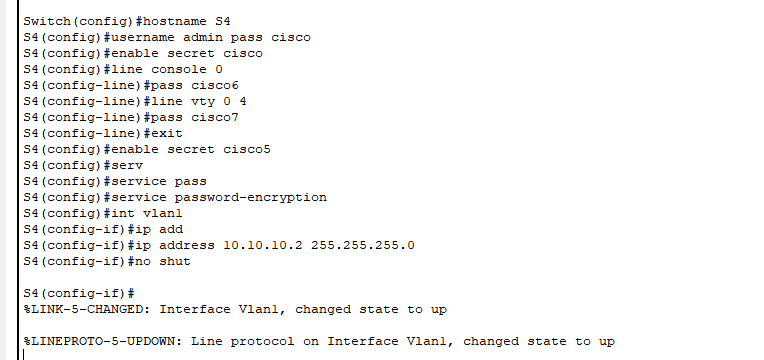 Switch(config)#hostname S4
S4(config)#username admin pass cisco
S4(config)#enable secret cisco
S4(config)#line console 0
S4(config-line)#pass cisco6
S4(config-line)#line vty 0 4
S4(config-line)#pass cisco7
S4(config-line)#exit
S4(config)#enable secret cisco5
S4(config)#serv
S4(config)#service pass
S4(config)#service password-encryption
S4(config)#int vlan1
S4(config-if)#ip add
S4(config-if)#ip address 10.10.10.2 255.255.255.0
S4(config-if)#no shut
S4(config-if)#
%LINK-5-CHANGED: Interface Vlan1, changed state to up
%LINEPROTO-5-UPDOWN: Line protocol on Interface Vlan1, changed state to up